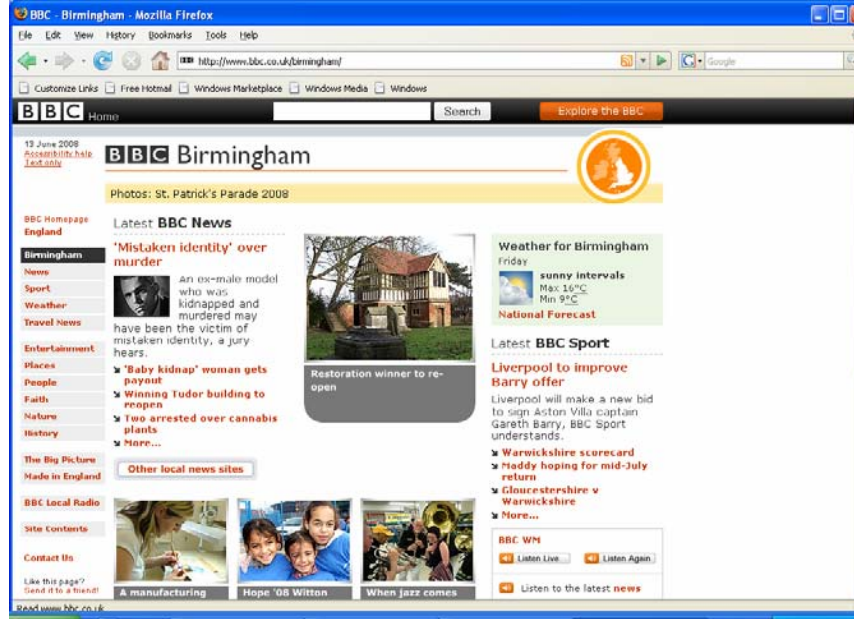 BBC - Birmingham - Mozilla Firefox
File Edit View History Bookmarks Tools Help
http://www.bbc.co.uk/birmingham/
Google
Customize Links Free Hotmail Windows Marketplace Windows Media Windows
BBC Home
Search
Explore the BBC
13 June 2008
Accessibility help
Text only
BBC Birmingham
Photos: St. Patrick's Parade 2008
BBC Homepage
England
Birmingham
News
Sport
Weather
Travel News
Entertainment
Places
People
Faith
Nature
History
The Big Picture
Made in England
BBC Local Radio
Site Contents
Contact Us
Like this page?
Send it to a friend!
Latest BBC News
'Mistaken identity' over
murder
An ex-male model
who was
kidnapped and
murdered may
have been the victim of
mistaken identity, a jury
hears.
'Baby kidnap' woman gets
payout
Winning Tudor building to
reopen
Two arrested over cannabis
plants
More...
Other local news sites
Restoration winner to re-
open
A manufacturing
Hope '08 Witton
When jazz comes
Weather for Birmingham
Friday
sunny intervals
Max 16°C
Min 9°C
National Forecast
Latest BBC Sport
Liverpool to improve
Barry offer
Liverpool will make a new bid
to sign Aston Villa captain
Gareth Barry, BBC Sport
understands.
Warwickshire scorecard
Maddy hoping for mid-July
return
Gloucestershire v
Warwickshire
More...
BBC WM
Listen Live
Listen Again
Listen to the latest news
Read www.bbc.co.uk